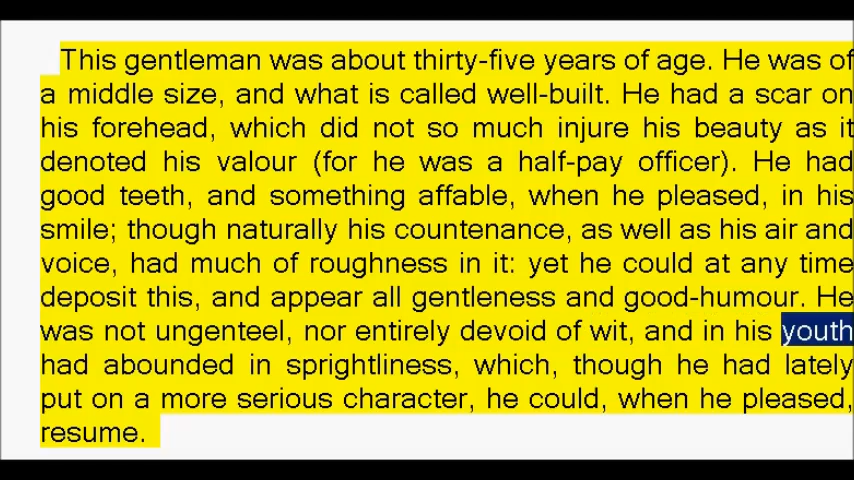 This gentleman was about thirty-five years of age. He was of
a middle size, and what is called well-built. He had a scar on
his forehead, which did not so much injure his beauty as it
denoted his valour (for he was a half-pay officer). He had
good teeth, and something affable, when he pleased, in his
smile; though naturally his countenance, as well as his air and
voice, had much of roughness in it: yet he could at any time
deposit this, and appear all gentleness and good-humour. He
was not ungenteel, nor entirely devoid of wit, and in his youth
had abounded in sprightliness, which, though he had lately
put on a more serious character, he could, when he pleased,
resume.